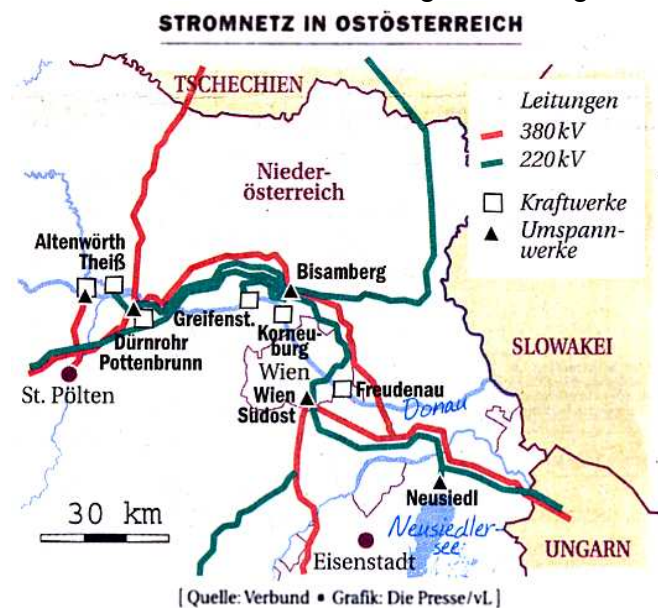 STROMNETZ IN OSTÖSTERREICH
TSCHECHIEN
Leitungen
380 kV
220 kV
Nieder-
österreich
Kraftwerke
Umspann-
werke
Altenwörth
Theiß
Bisamberg
Greifenst.
Korneu-
burg
Dürnrohr
Pottenbrunn
SLOWAKEI
St. Pölten
Wien
Freudenau
Wien
Südost
Donau
30 km
Neusiedl
Neusiedler-
see
Eisenstadt
UNGARN
[ Quelle: Verbund • Grafik: Die Presse/vL ]